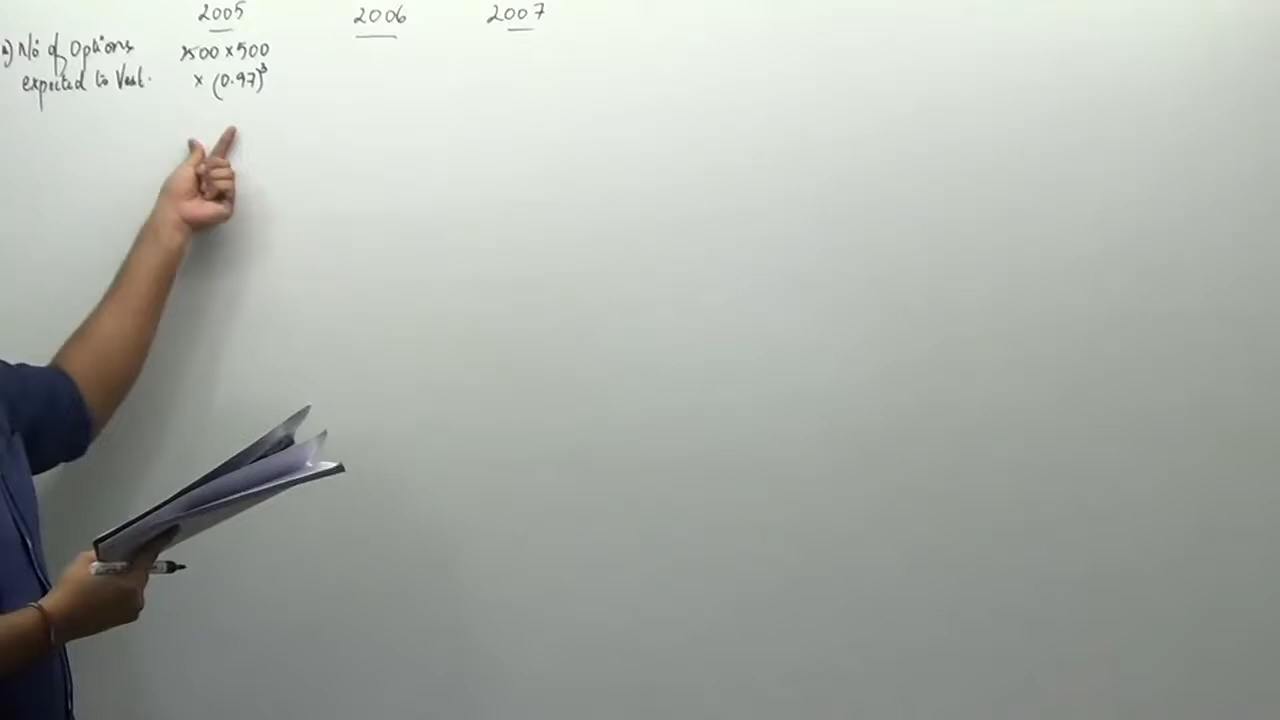 2005 2006 2007
a) No of Options 1500 x 500
expected to Vest. x (0.97)³